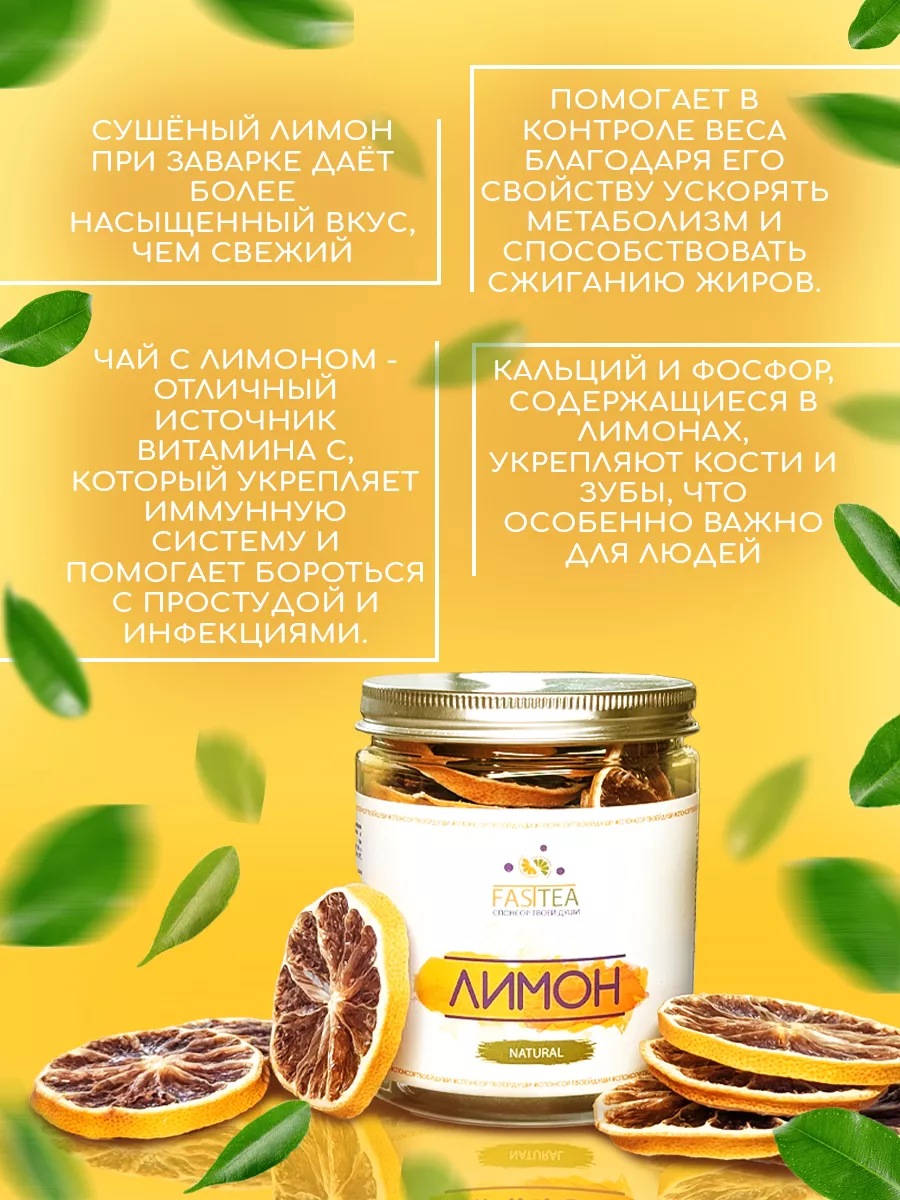 СУШЁНЫЙ ЛИМОН
ПРИ ЗАВАРКЕ ДАЁТ
БОЛЕЕ
НАСЫЩЕННЫЙ ВКУС,
ЧЕМ СВЕЖИЙ
ПОМОГАЕТ В
КОНТРОЛЕ ВЕСА
БЛАГОДАРЯ ЕГО
СВОЙСТВУ УСКОРЯТЬ
МЕТАБОЛИЗМ И
СПОСОБСТВОВАТЬ
СЖИГАНИЮ ЖИРОВ.
ЧАЙ С ЛИМОНОМ -
ОТЛИЧНЫЙ
ИСТОЧНИК
ВИТАМИНА С,
КОТОРЫЙ УКРЕПЛЯЕТ
ИММУННУЮ
СИСТЕМУ И
ПОМОГАЕТ БОРОТЬСЯ
С ПРОСТУДОЙ И
ИНФЕКЦИЯМИ.
КАЛЬЦИЙ И ФОСФОР,
СОДЕРЖАЩИЕСЯ В
ЛИМОНАХ,
УКРЕПЛЯЮТ КОСТИ И
ЗУБЫ, ЧТО
ОСОБЕННО ВАЖНО
ДЛЯ ЛЮДЕЙ
FASTTEA
СПОНСОР ТВОЕЙ ДУШИ
ЛИМОН
NATURAL